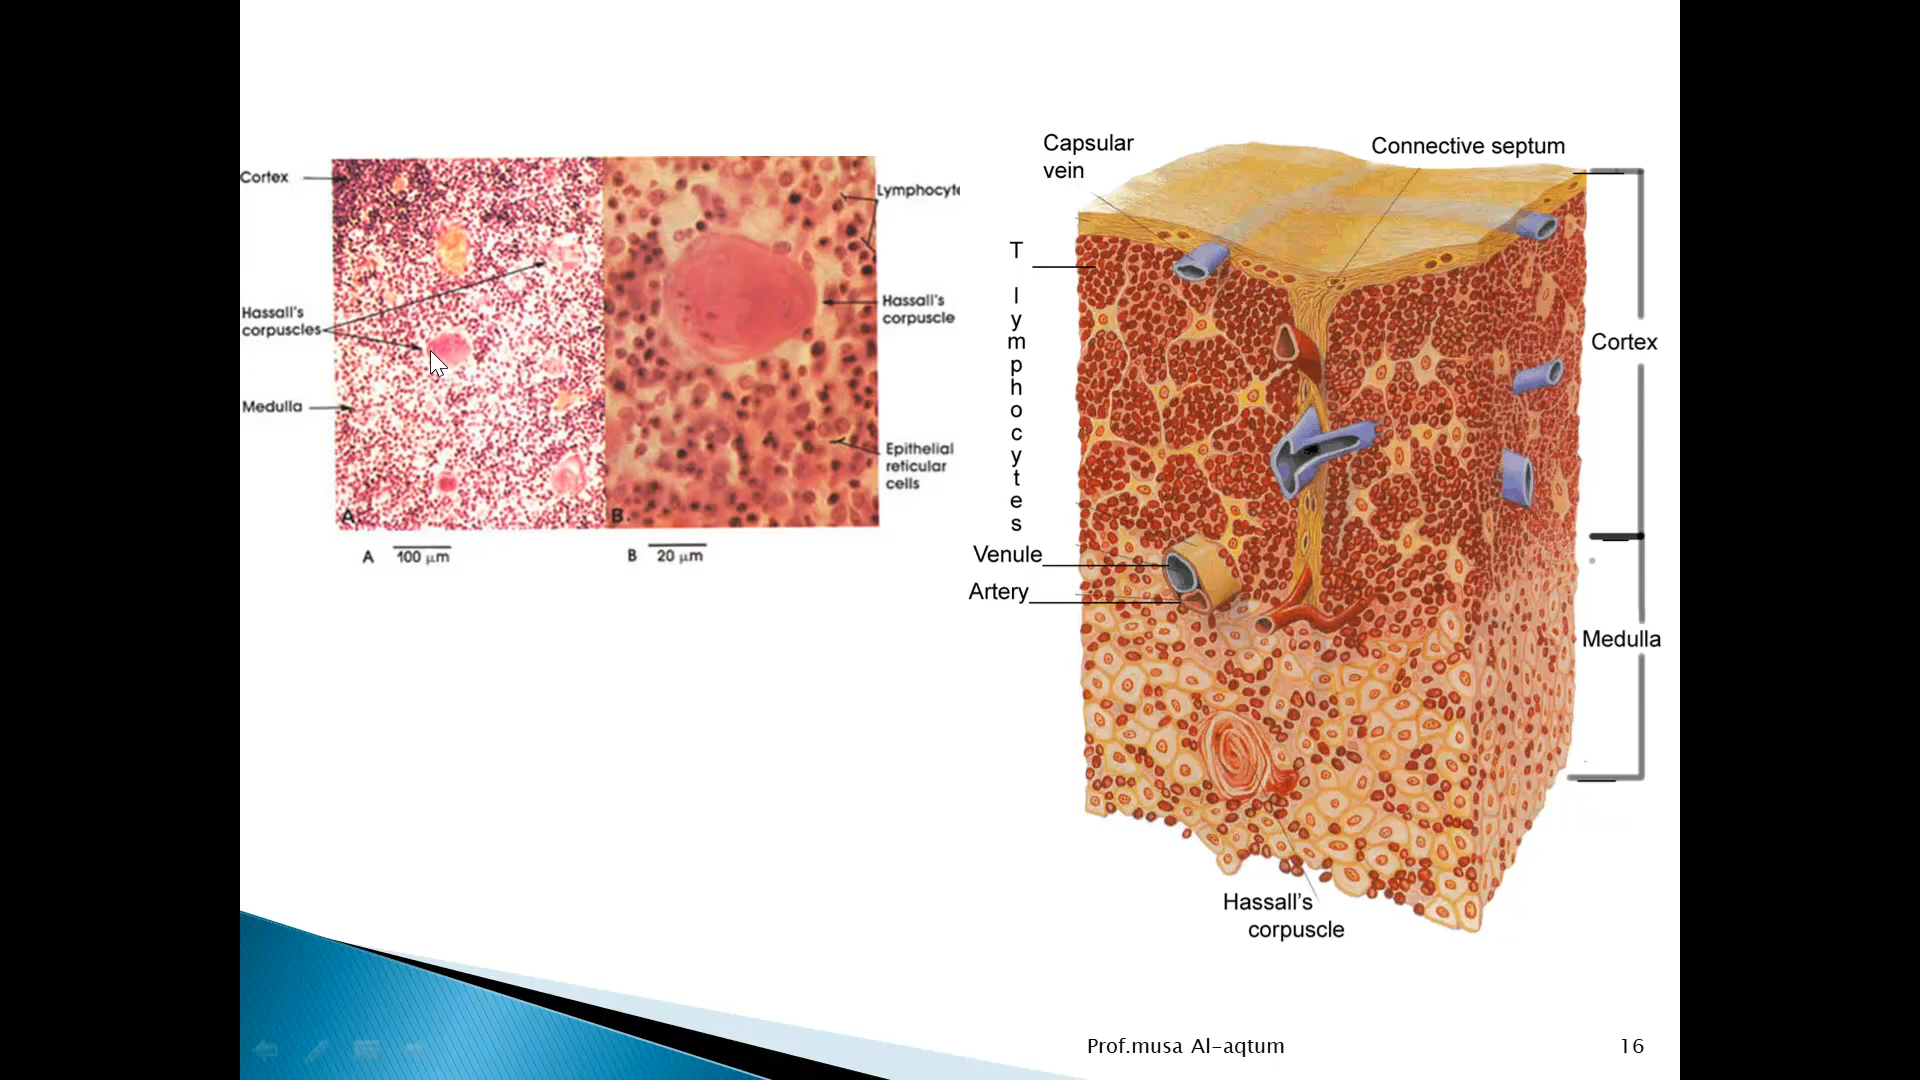 Cortex
Hassall's
corpuscles
Medulla
A
B
Hassall's
corpuscle
Epithelial
reticular
cells
A 100 μm
B 20 μm
Capsular
vein
Connective septum
T
l
y
m
p
h
o
c
y
t
e
s
Venule
Artery
Cortex
Medulla
Hassall's
corpuscle
Prof.musa Al-aqtum
16